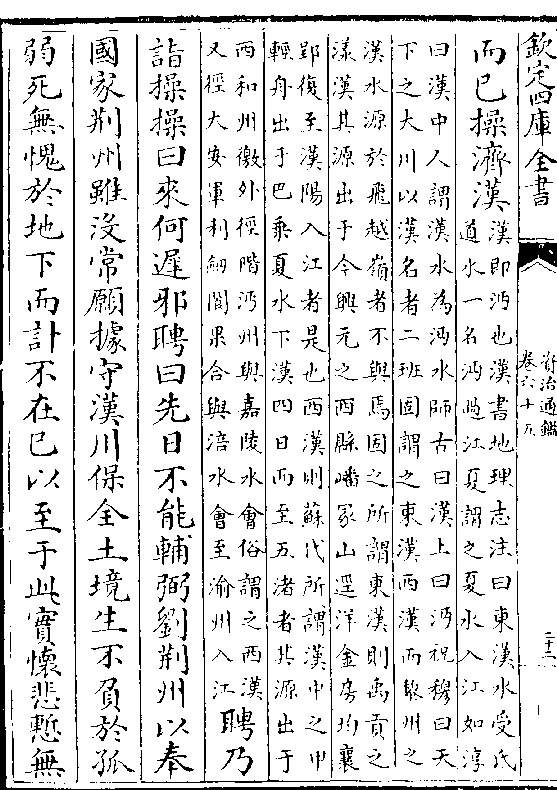 欽定四庫全書
資治通鑑
卷六十五
二十二
而已操濟漢
漢即沔也漢書地理志注曰東漢水受氐
道水一名沔過江夏謂之夏水入江如淳
曰漢中人謂漢水為沔水師古曰漢上曰沔祝穆曰天
下之大川以漢名者二班固謂之東漢西漢而黎州之
漢水源於飛越嶺者不與焉固之所謂東漢則禹貢之
漾漢其源出于今興元之西縣嶓冢山逕洋金房均襄
郢復至漢陽入江者是也西漢則蘇代所謂漢中之甲
輕舟出于巴乘夏水下漢四日而至五渚者其源出于
西和州徼外徑階沔州與嘉陵水會俗謂之西漢
又徑大安軍利劒閬果合與涪水會至渝州入江
聘乃
詣操操曰來何遲邪聘曰先日不能輔弼劉荆州以奉
國家荆州雖没常願據守漢川保全土境生不負於孤
弱死無愧於地下而計不在已以至于此實懷悲慙無